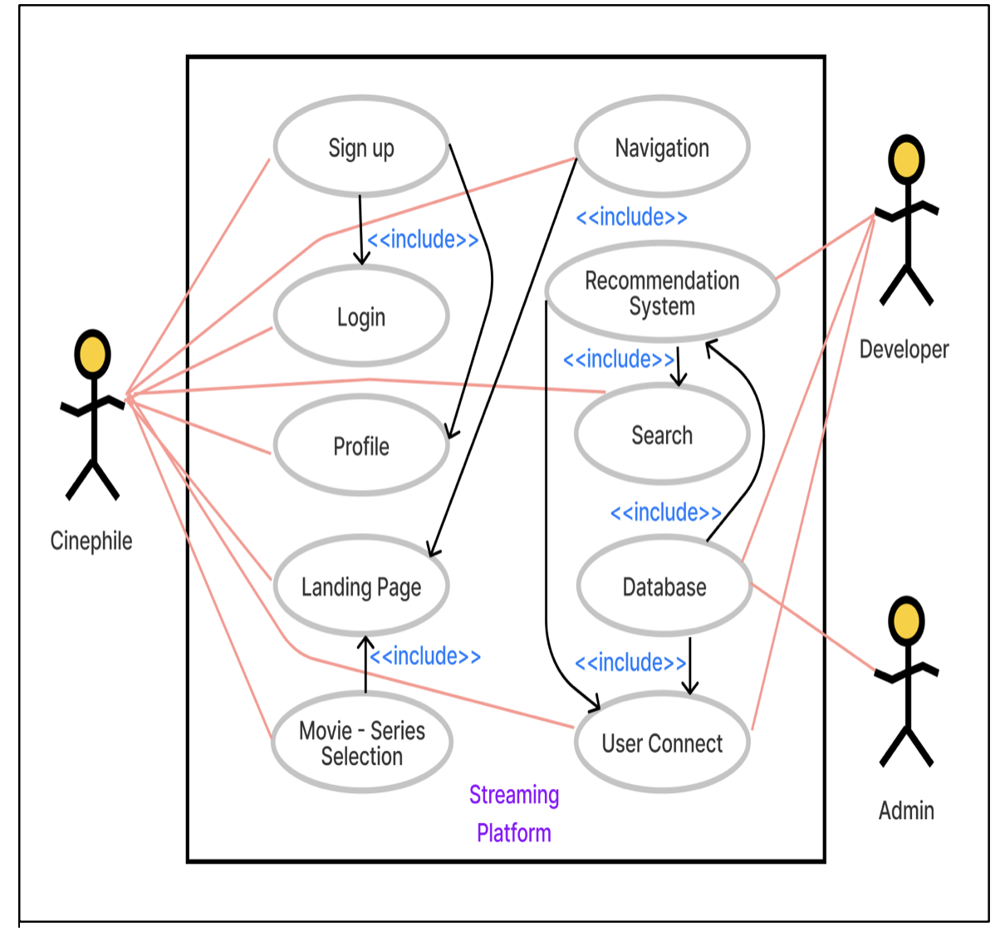 Sign up
Navigation
<<include>>
<<include>>
Recommendation
System
Login
Developer
<<include>>
Search
Profile
<<include>>
Cinephile
Landing Page
Database
<<include>>
<<include>>
Movie - Series
Selection
User Connect
Streaming
Platform
Admin